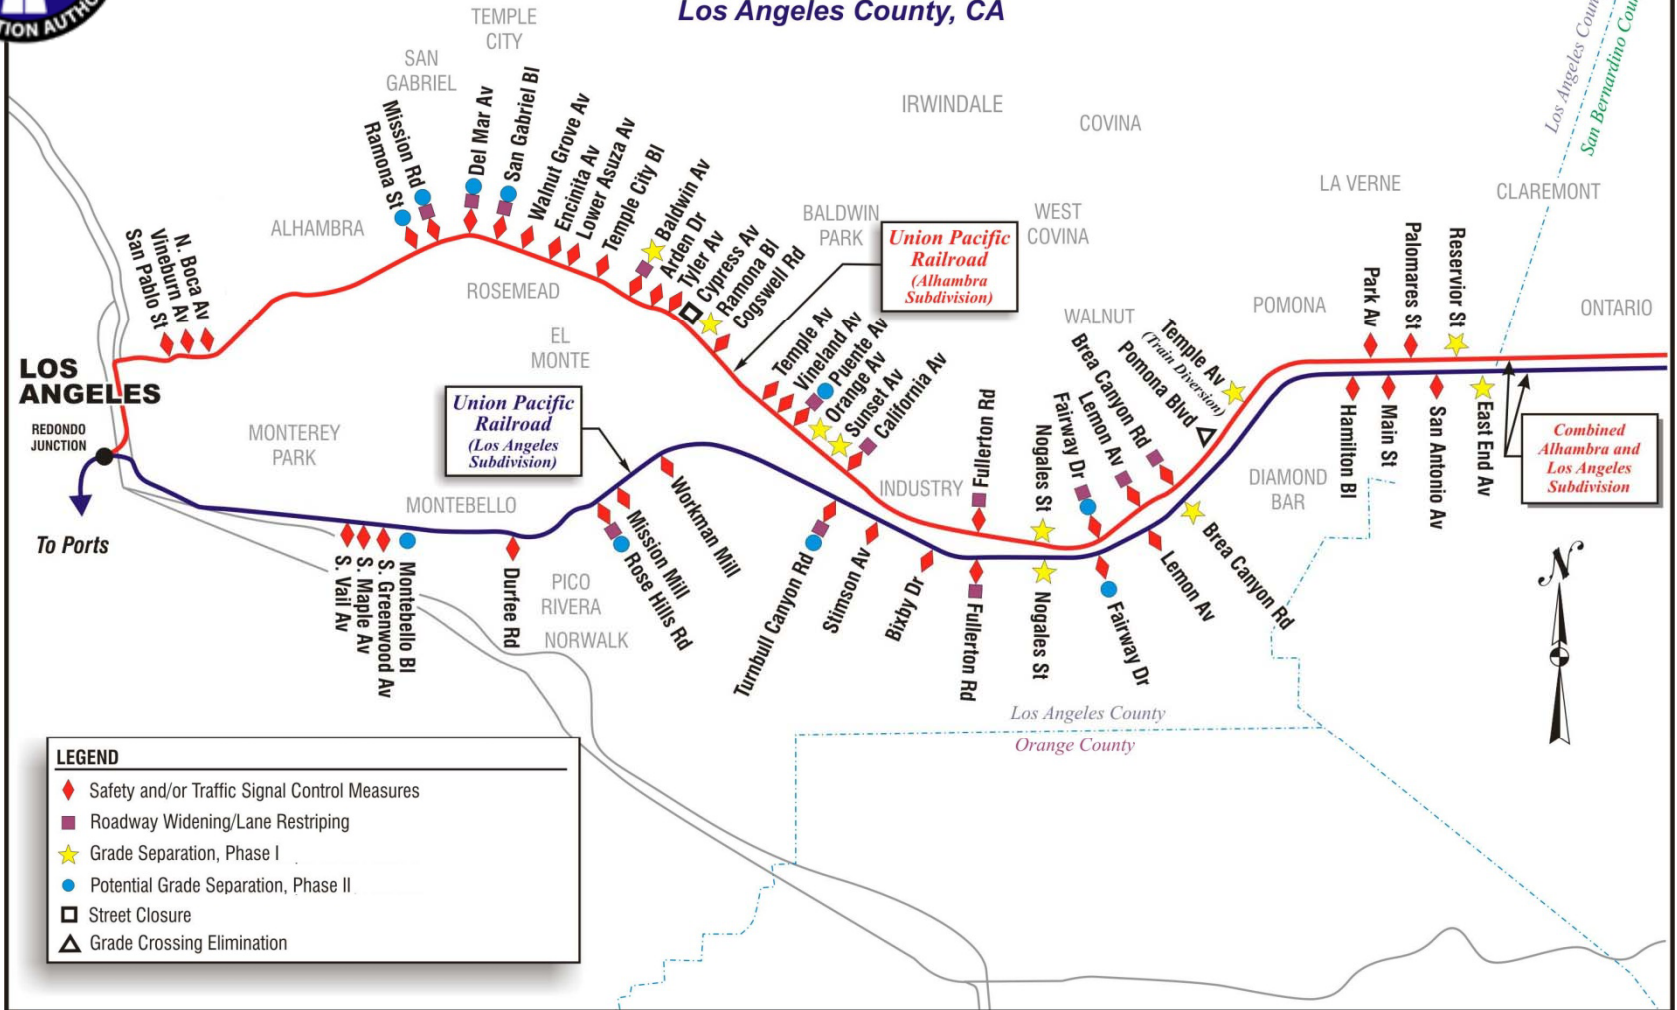 TION AUTHO
Los Angeles County, CA
TEMPLE
CITY
SAN
GABRIEL
IRWINDALE
COVINA
LA VERNE
CLAREMONT
Los Angeles Coun
San Bernardino Cou
ALHAMBRA
BALDWIN
PARK
WEST
COVINA
ROSEMEAD
EL
MONTE
WALNUT
POMONA
ONTARIO
San Pablo St
Vineburn Av
N. Boca Av
Ramona St
Mission Rd
Del Mar Av
San Gabriel Bl
Walnut Grove Av
Encinita Av
Lower Asuza Av
Temple City Bl
Baldwin Av
Arden Dr
Tyler Av
Cypress Av
Ramona Bl
Cogswell Rd
Union Pacific
Railroad
(Alhambra
Subdivision)
Temple Av
Vineland Av
Puente Av
Orange Av
Sunset Av
California Av
Fullerton Rd
Nogales St
Fairway Dr
Lemon Av
Brea Canyon Rd
Pomona Blvd
Temple Av
(Train Diversion)
Park Av
Palomares St
Reservior St
LOS
ANGELES
REDONDO
JUNCTION
To Ports
MONTEREY
PARK
MONTEBELLO
Union Pacific
Railroad
(Los Angeles
Subdivision)
INDUSTRY
DIAMOND
BAR
Hamilton Bl
Main St
San Antonio Av
East End Av
Combined
Alhambra and
Los Angeles
Subdivision
S. Vail Av
S. Maple Av
S. Greenwood Av
Montebello Bl
Durfee Rd
PICO
RIVERA
NORWALK
Rose Hills Rd
Mission Mill
Workman Mill
Turnbull Canyon Rd
Stimson Av
Bixby Dr
Fullerton Rd
Nogales St
Fairway Dr
Lemon Av
Brea Canyon Rd
N
Los Angeles County
Orange County
LEGEND
Safety and/or Traffic Signal Control Measures
Roadway Widening/Lane Restriping
Grade Separation, Phase I
Potential Grade Separation, Phase II
Street Closure
Grade Crossing Elimination